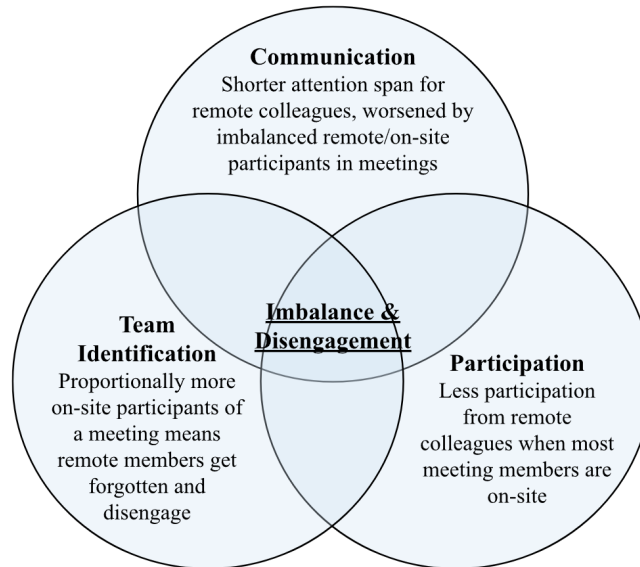 Communication
Shorter attention span for
remote colleagues, worsened by
imbalanced remote/on-site
participants in meetings
Imbalance &
Disengagement
Team
Identification
Proportionally more
on-site participants of
a meeting means
remote members get
forgotten and
disengage
Participation
Less participation
from remote
colleagues when most
meeting members are
on-site